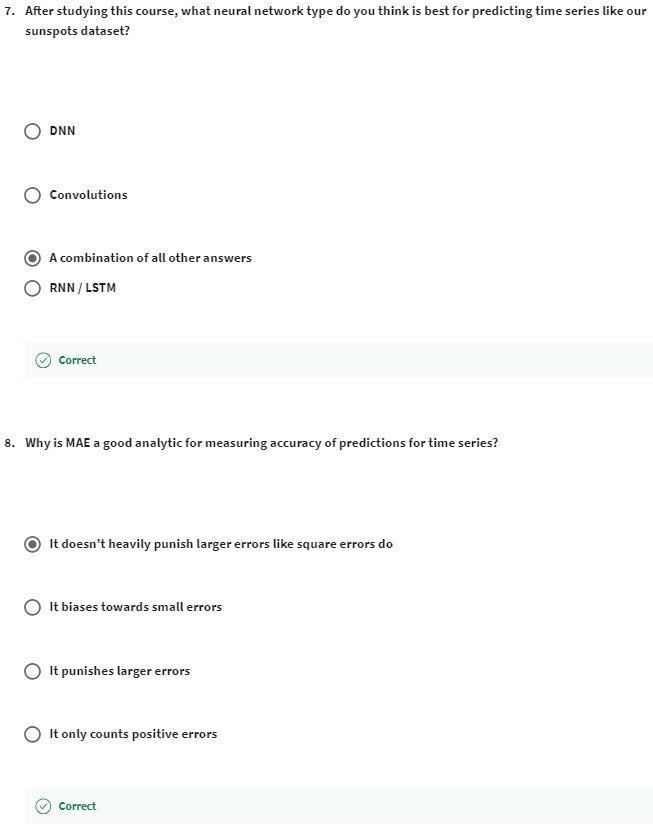 7. After studying this course, what neural network type do you think is best for predicting time series like our
sunspots dataset?
DNN
Convolutions
A combination of all other answers
RNN / LSTM
Correct
8. Why is MAE a good analytic for measuring accuracy of predictions for time series?
It doesn't heavily punish larger errors like square errors do
It biases towards small errors
It punishes larger errors
It only counts positive errors
Correct